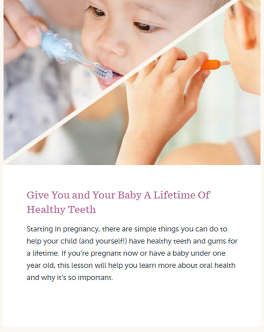 Give You and Your Baby A Lifetime Of
Healthy Teeth
Starting in pregnancy, there are simple things you can do to
help your child (and yourself!) have healthy teeth and gums for
a lifetime. If you're pregnant now or have a baby under one
year old, this lesson will help you learn more about oral health
and why it's so important.